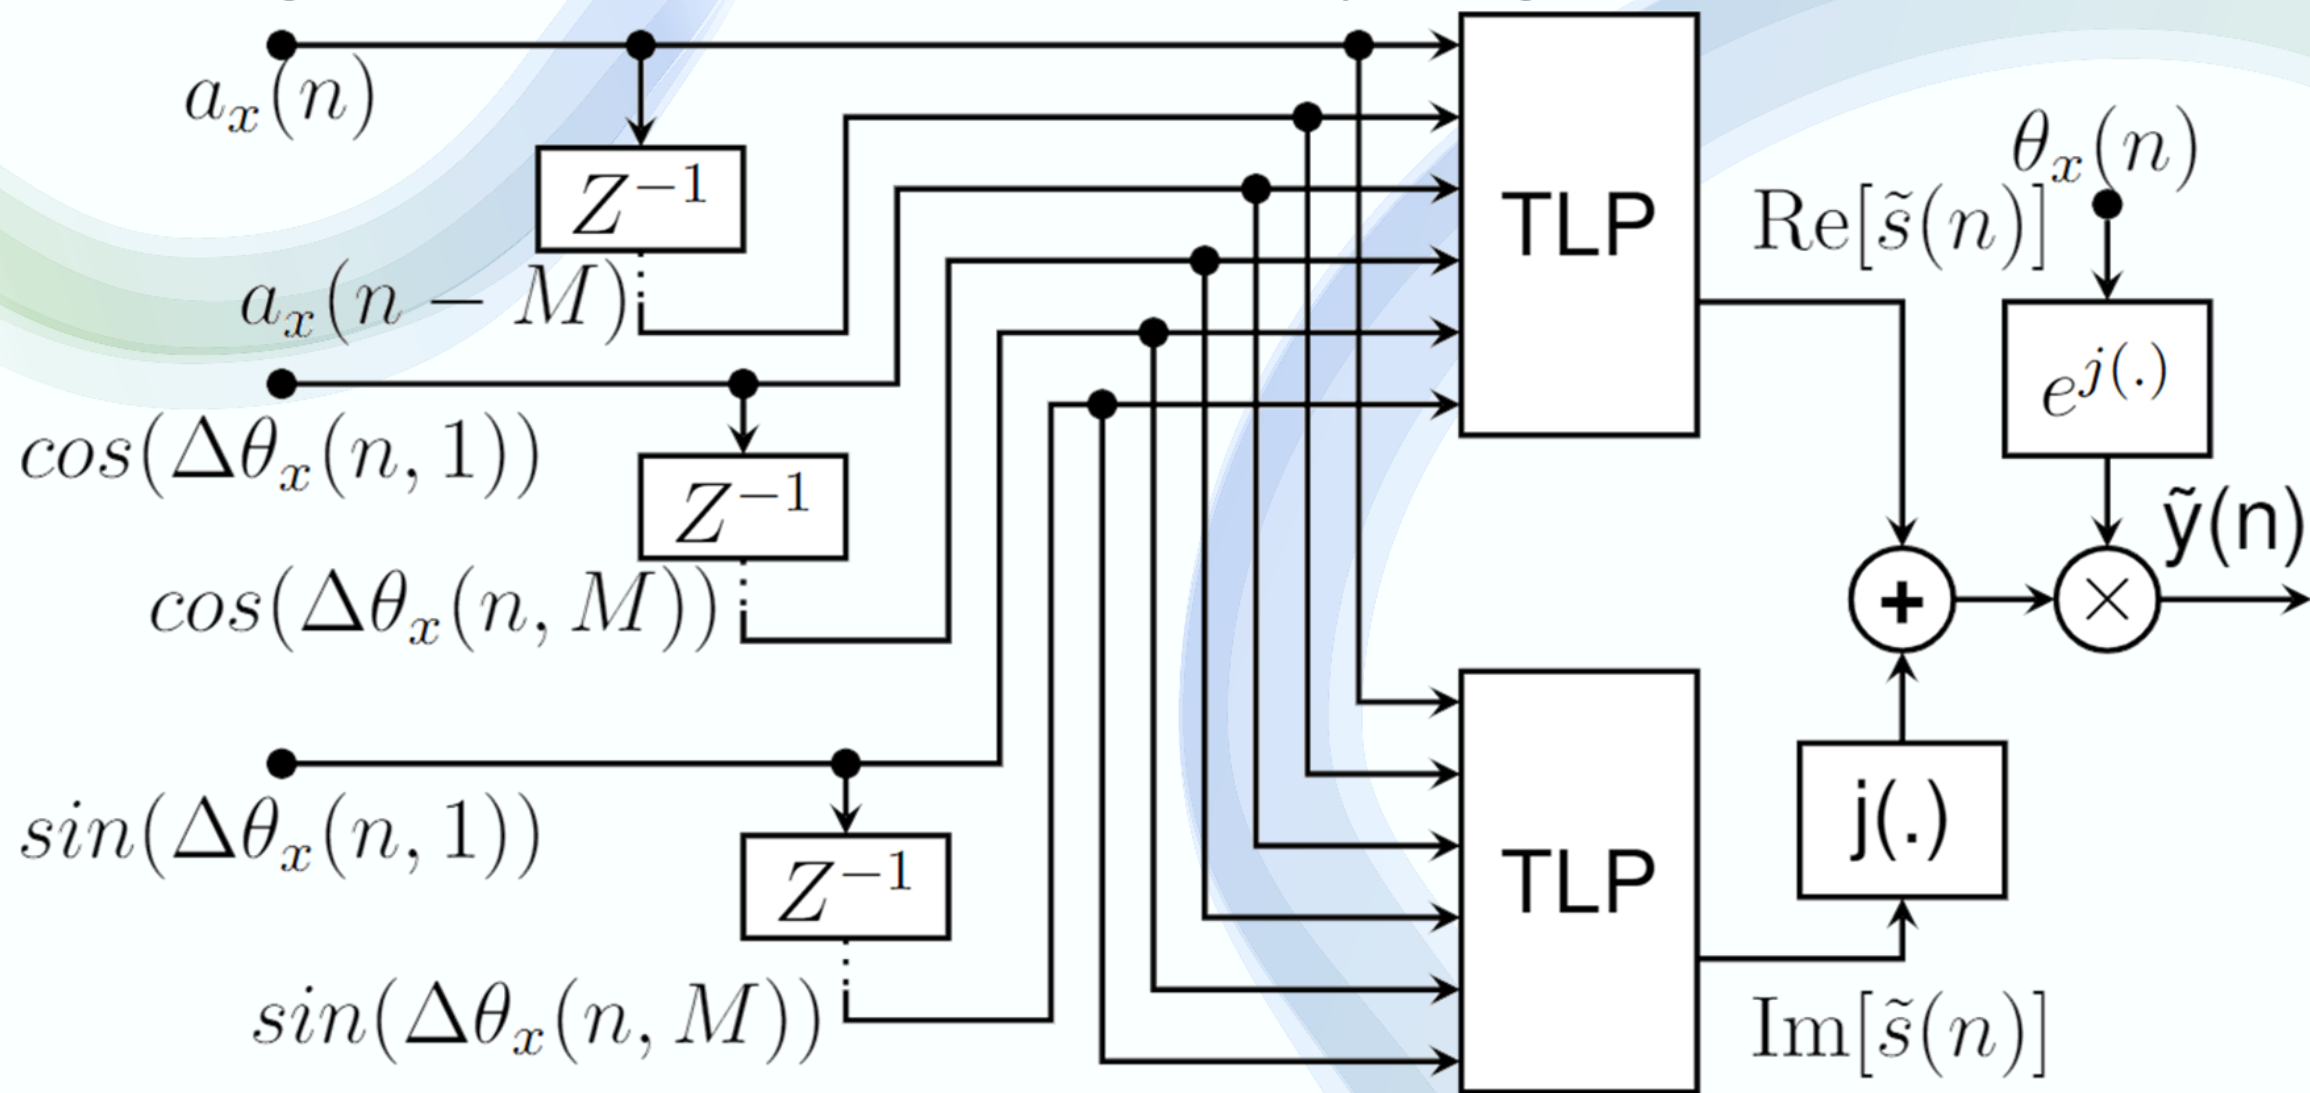 a_x(n)
Z^{-1}
a_x(n − M)
cos(Δθ_x(n, 1))
Z^{-1}
cos(Δθ_x(n, M))
sin(Δθ_x(n, 1))
Z^{-1}
sin(Δθ_x(n, M))
TLP
Re[s̃(n)]
θ_x(n)
e^{j(.)}
+
×
ỹ(n)
TLP
j(.)
Im[s̃(n)]